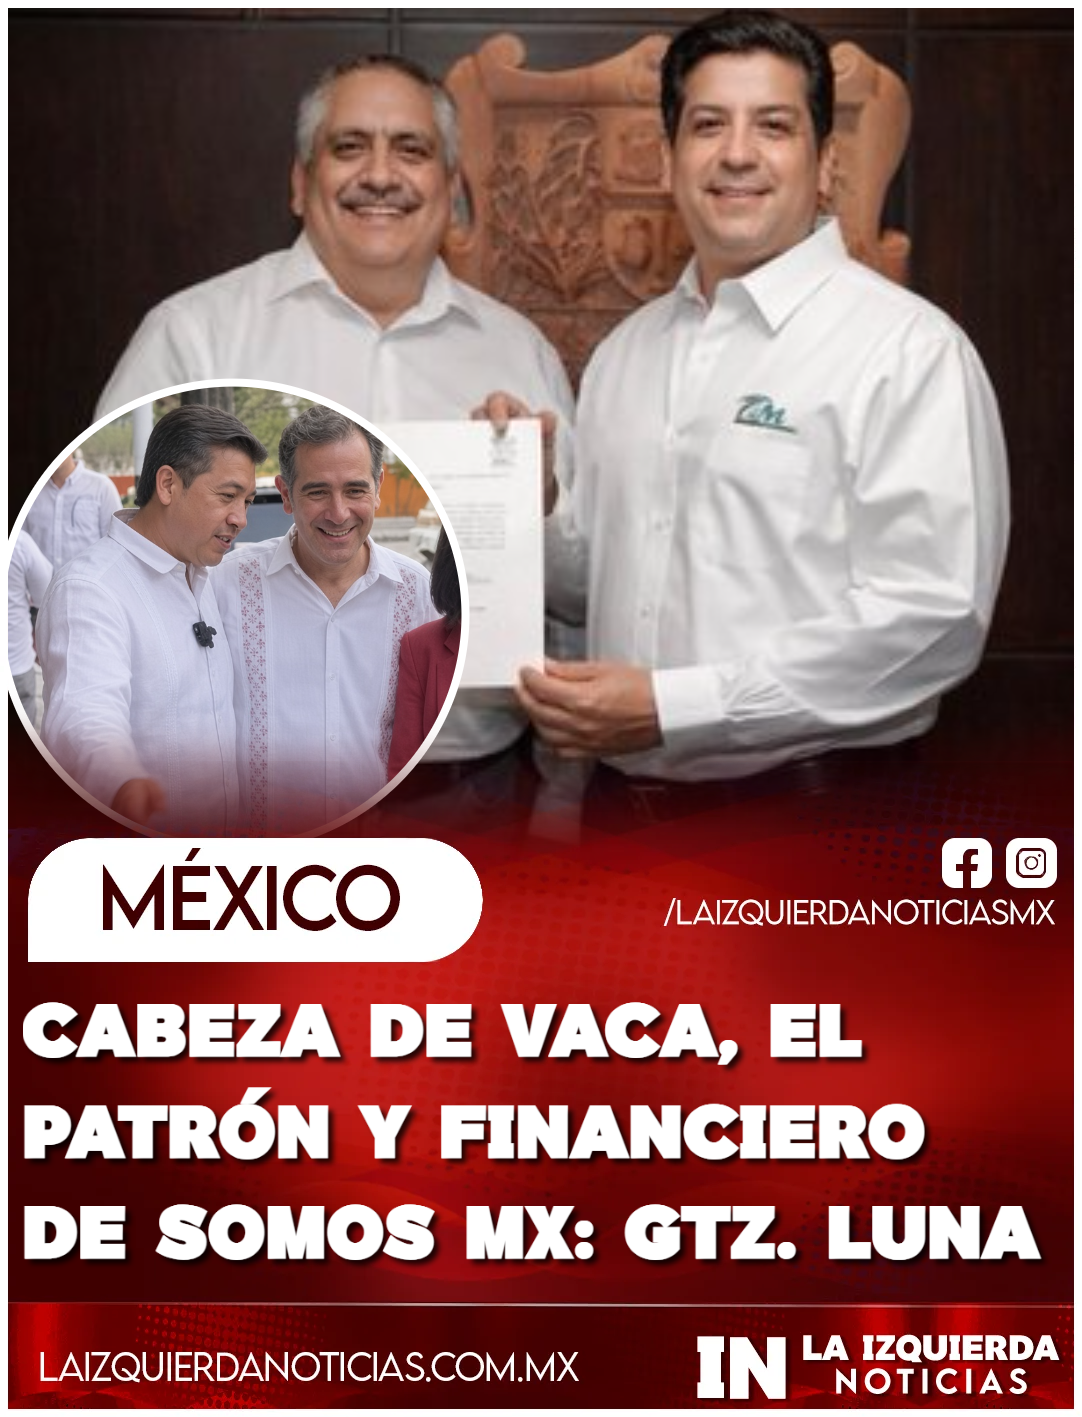 TAM
MÉXICO
/LAIZQUIERDANOTICIASMX
CABEZA DE VACA, EL
PATRÓN Y FINANCIERO
DE SOMOS MX: GTZ. LUNA
LAIZQUIERDANOTICIAS.COM.MX
IN LA IZQUIERDA
NOTICIAS